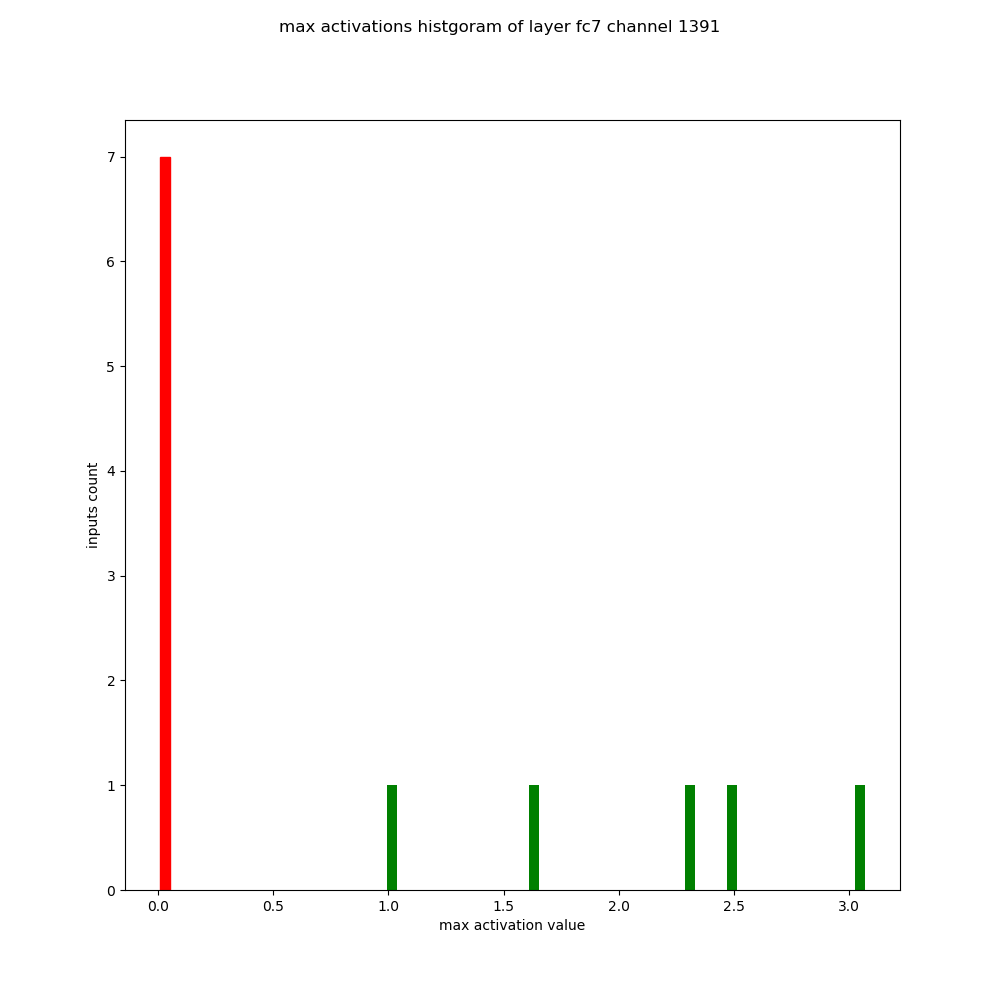 max activations histgoram of layer fc7 channel 1391
7
6
5
4
3
2
1
0
inputs count
0.0 0.5 1.0 1.5 2.0 2.5 3.0
max activation value